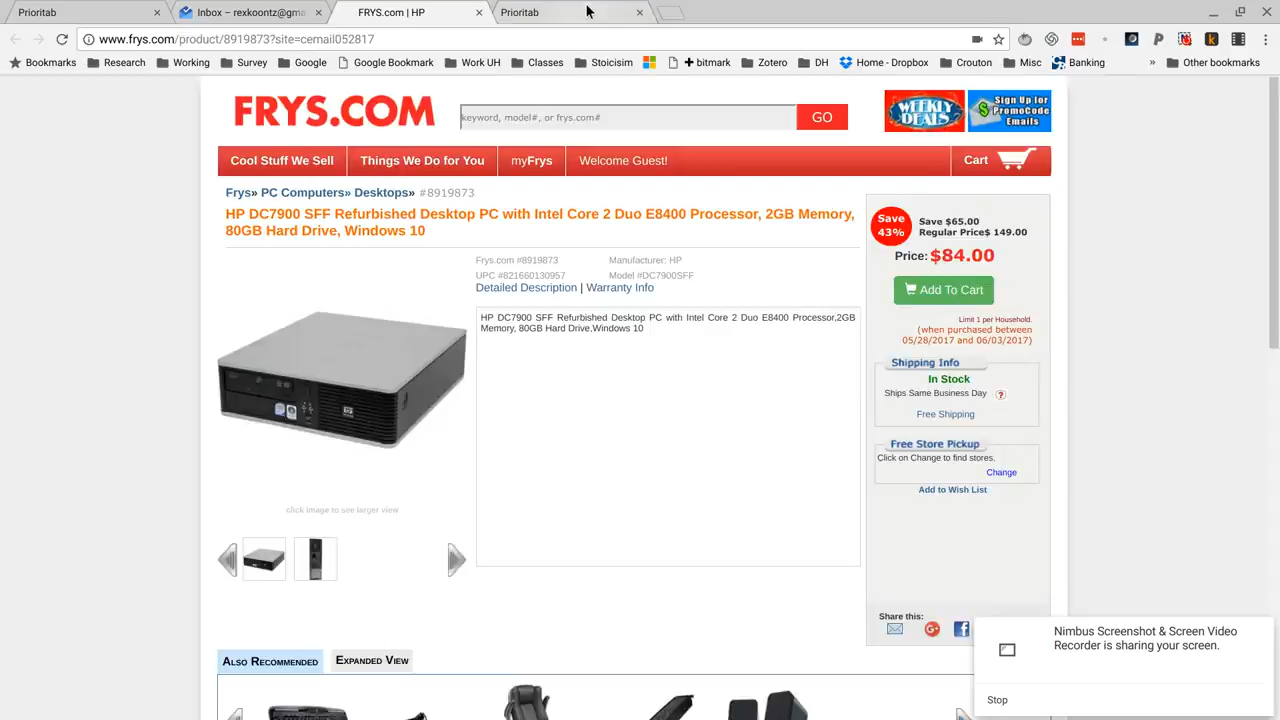 Prioritab
Inbox – rexkoontz@gma
FRYS.com | HP
Prioritab
www.frys.com/product/8919873?site=cemail052817
Bookmarks
Research
Working
Survey
Google
Google Bookmark
Work UH
Classes
Stoicisim
+ bitmark
Zotero
DH
Home - Dropbox
Crouton
Misc
Banking
»
Other bookmarks
FRYS.COM
keyword, model#, or frys.com#
GO
WEEKLY DEALS
Sign Up for
PromoCode
Emails
Cool Stuff We Sell
Things We Do for You
myFrys
Welcome Guest!
Cart
Frys» PC Computers» Desktops» #8919873
HP DC7900 SFF Refurbished Desktop PC with Intel Core 2 Duo E8400 Processor, 2GB Memory,
80GB Hard Drive, Windows 10
Frys.com #8919873
Manufacturer: HP
UPC #821660130957
Model #DC7900SFF
Detailed Description | Warranty Info
HP DC7900 SFF Refurbished Desktop PC with Intel Core 2 Duo E8400 Processor,2GB
Memory, 80GB Hard Drive,Windows 10
click image to see larger view
Save
43%
Save $65.00
Regular Price$ 149.00
Price: $84.00
Add To Cart
Limit 1 per Household.
(when purchased between
05/28/2017 and 06/03/2017)
Shipping Info
In Stock
Ships Same Business Day ?
Free Shipping
Free Store Pickup
Click on Change to find stores.
Change
Add to Wish List
Share this:
Also Recommended
Expanded View
Nimbus Screenshot & Screen Video
Recorder is sharing your screen.
Stop